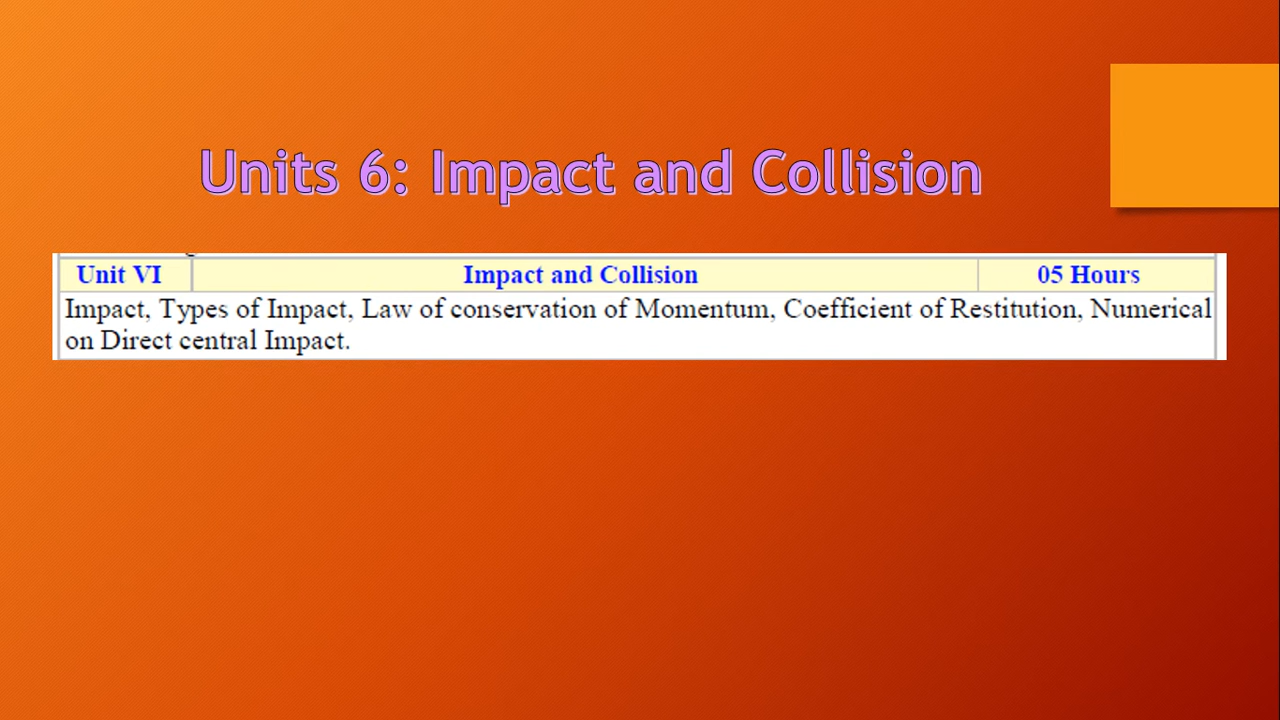 Units 6: Impact and Collision
Unit VI Impact and Collision 05 Hours
Impact, Types of Impact, Law of conservation of Momentum, Coefficient of Restitution, Numerical
on Direct central Impact.